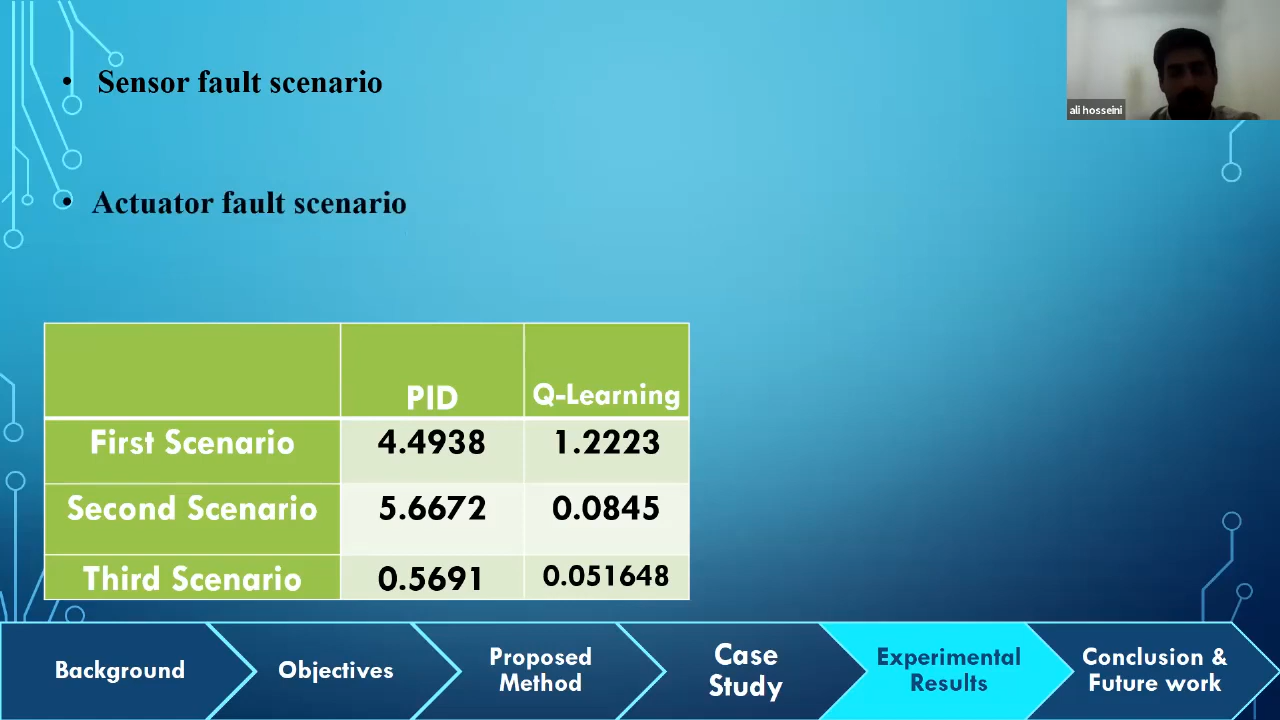 • Sensor fault scenario
ali hosseini
• Actuator fault scenario
PID Q-Learning
First Scenario 4.4938 1.2223
Second Scenario 5.6672 0.0845
Third Scenario 0.5691 0.051648
Background
Objectives
Proposed
Method
Case
Study
Experimental
Results
Conclusion &
Future work